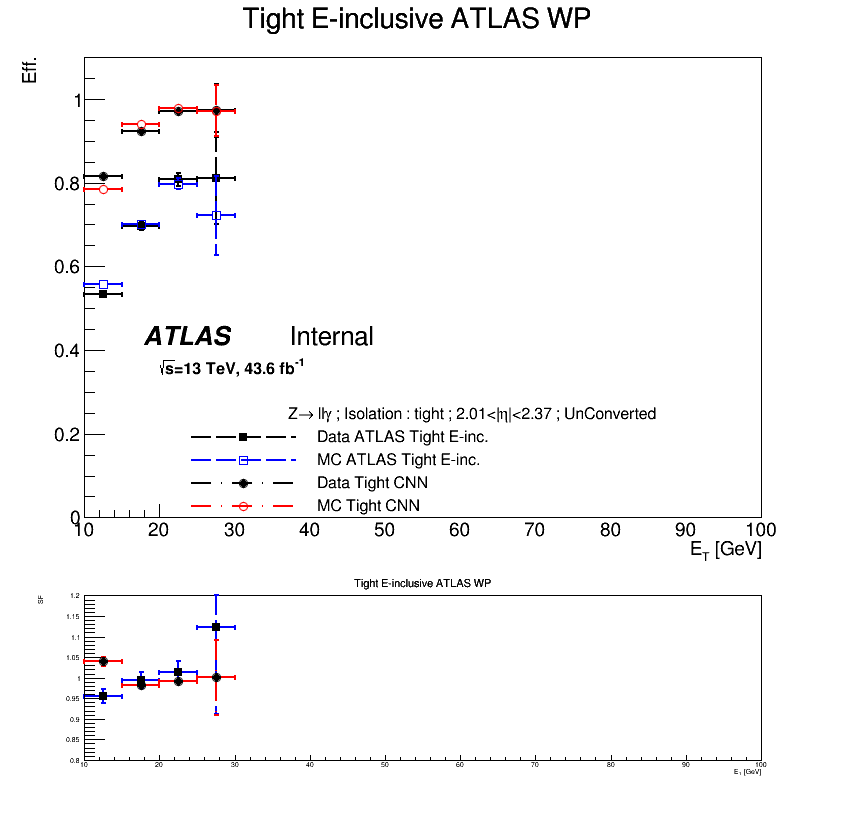 Tight E-inclusive ATLAS WP
Eff.
1
0.8
0.6
0.4
0.2
0
ATLAS Internal
√s=13 TeV, 43.6 fb⁻¹
Z→ llγ ; Isolation : tight ; 2.01<|η|<2.37 ; UnConverted
Data ATLAS Tight E-inc.
MC ATLAS Tight E-inc.
Data Tight CNN
MC Tight CNN
10 20 30 40 50 60 70 80 90 100
E_T [GeV]
Tight E-inclusive ATLAS WP
SF
1.2
1.15
1.1
1.05
1
0.95
0.9
0.85
0.8
10 20 30 40 50 60 70 80 90 100
E_T [GeV]